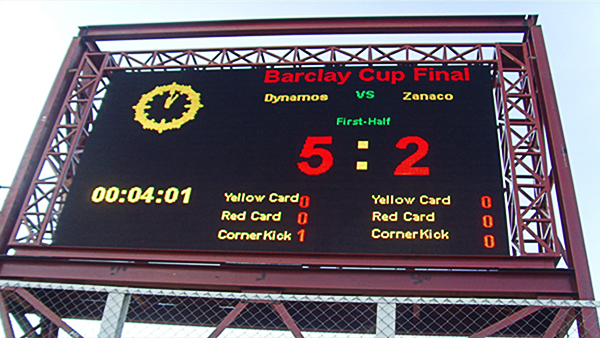 Barclay Cup Final
Dynamos VS Zanaco
First-Half
5 : 2
00:04:01
Yellow Card 0 Yellow Card 0
Red Card 0 Red Card 0
CornerKick 1 CornerKick 0